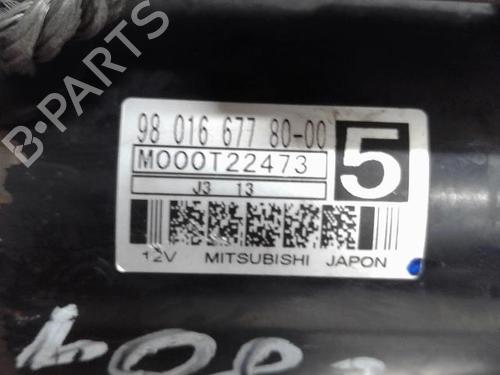 B-PARTS
98 016 677 80-00
5
M000T22473
J3 13
12V MITSUBISHI JAPON